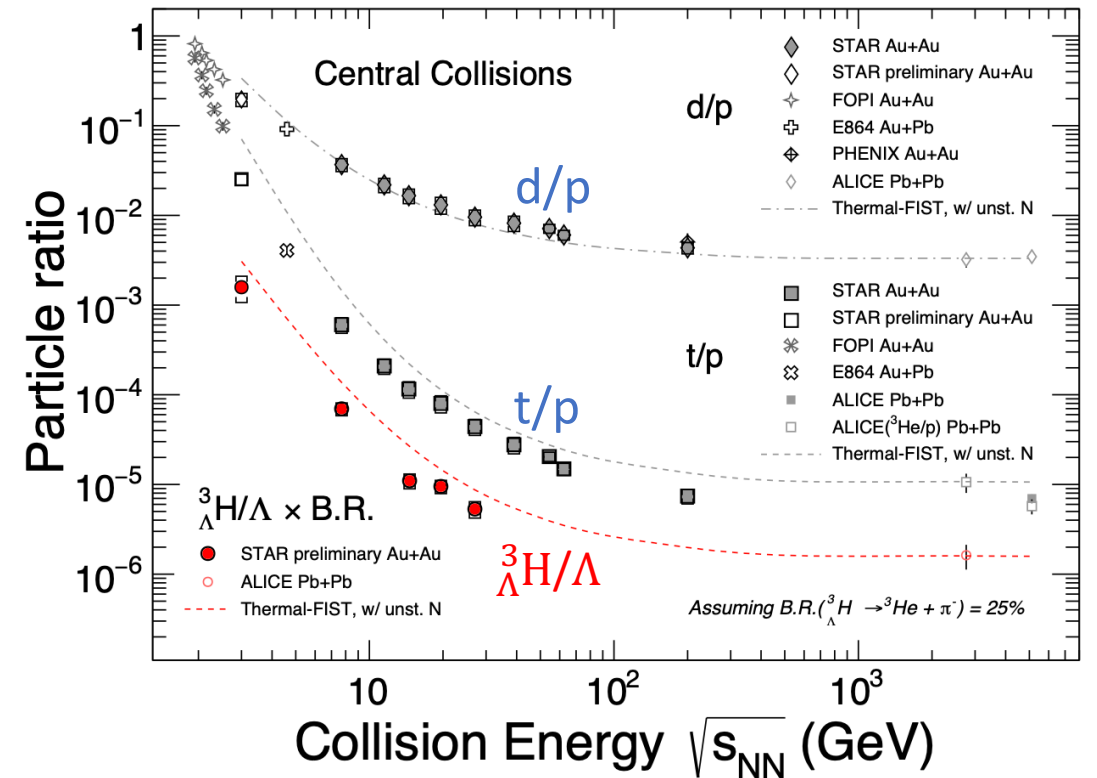 Particle ratio
1
10⁻¹
10⁻²
10⁻³
10⁻⁴
10⁻⁵
10⁻⁶
Central Collisions
d/p
STAR Au+Au
STAR preliminary Au+Au
FOPI Au+Au
E864 Au+Pb
PHENIX Au+Au
ALICE Pb+Pb
Thermal-FIST, w/ unst. N
d/p
t/p
STAR Au+Au
STAR preliminary Au+Au
FOPI Au+Au
E864 Au+Pb
ALICE Pb+Pb
ALICE(³He/p) Pb+Pb
Thermal-FIST, w/ unst. N
t/p
³ΛH/Λ × B.R.
STAR preliminary Au+Au
ALICE Pb+Pb
Thermal-FIST, w/ unst. N
³ΛH/Λ
Assuming B.R.(³ΛH →³He + π⁻) = 25%
10
10²
10³
Collision Energy √sNN (GeV)